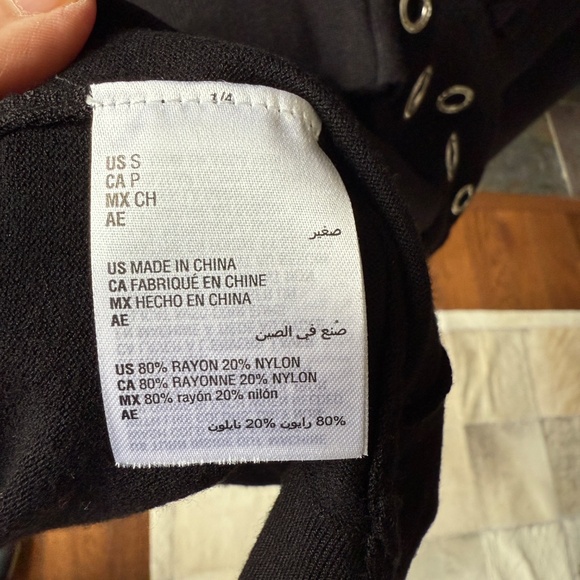 1/4
US S
CA P
MX CH
AE
صغير
US MADE IN CHINA
CA FABRIQUÉ EN CHINE
MX HECHO EN CHINA
AE
صُنع في الصين
US 80% RAYON 20% NYLON
CA 80% RAYONNE 20% NYLON
MX 80% rayón 20% nilón
AE
80% رايون 20% نايلون